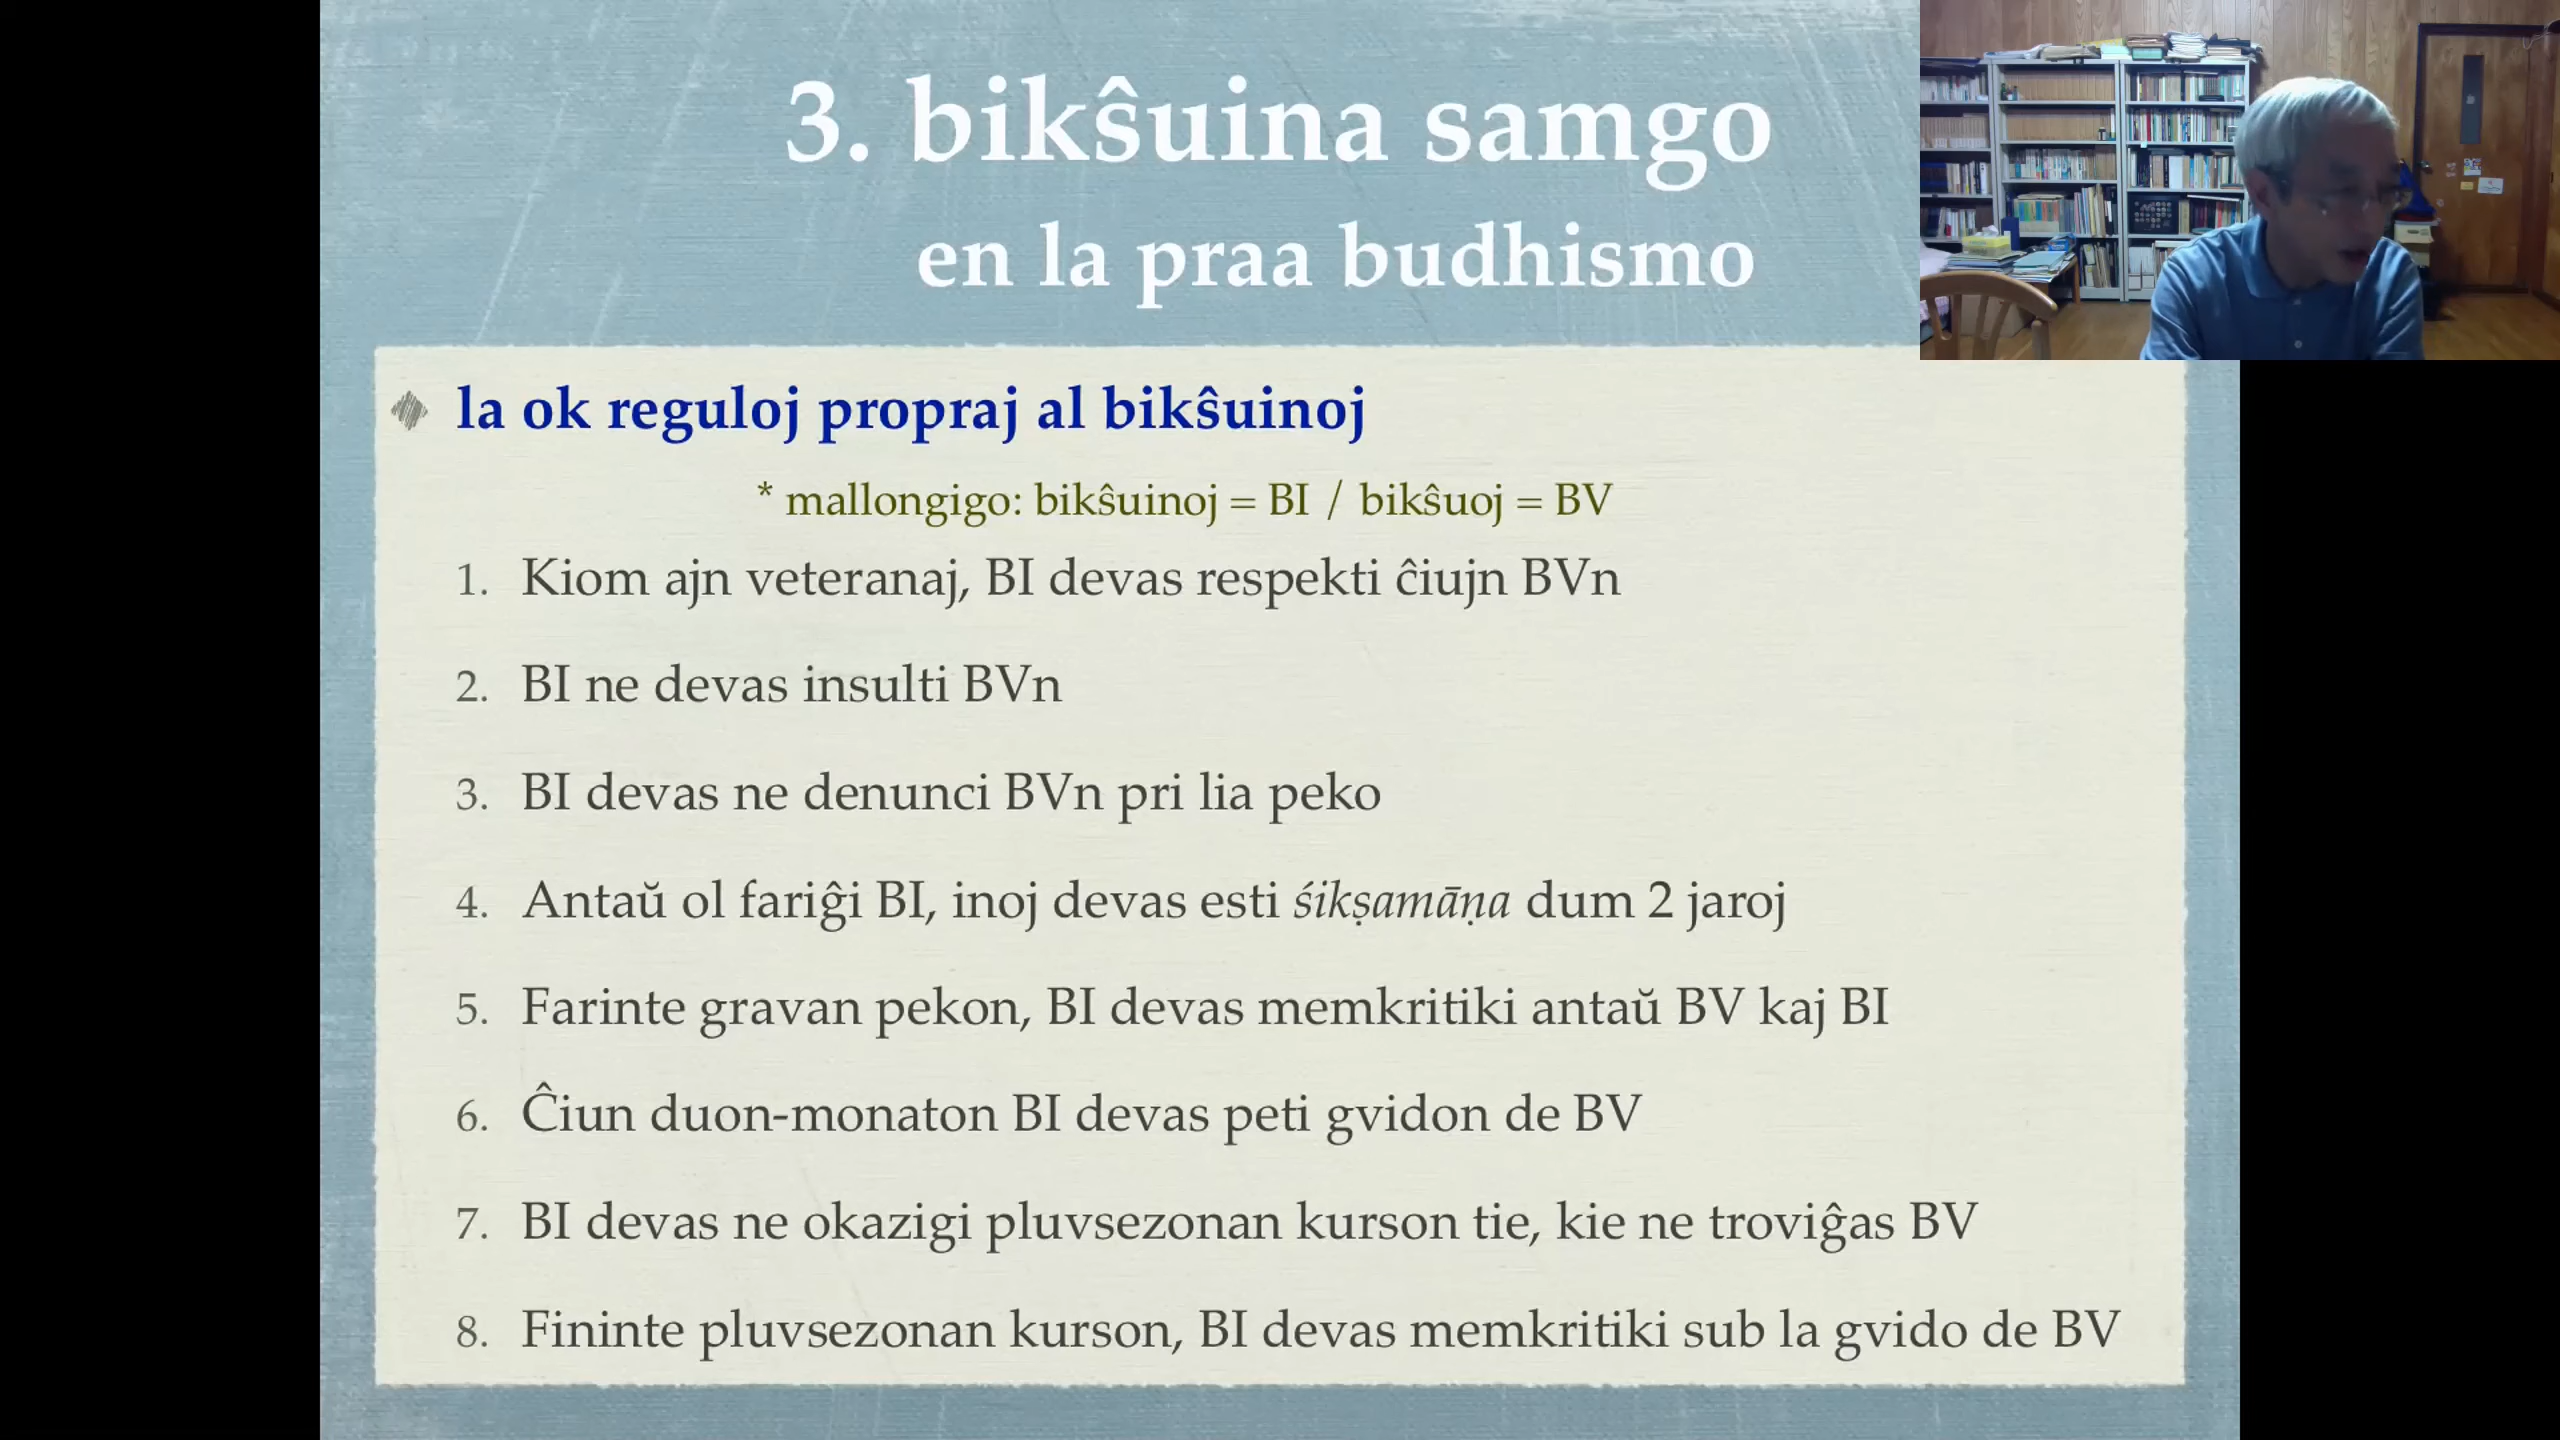 3. bikŝuina samgo
en la praa budhismo
la ok reguloj propraj al bikŝuinoj
* mallongigo: bikŝuinoj = BI / bikŝuoj = BV
1. Kiom ajn veteranaj, BI devas respekti ĉiujn BVn
2. BI ne devas insulti BVn
3. BI devas ne denunci BVn pri lia peko
4. Antaŭ ol fariĝi BI, inoj devas esti śikṣamāṇa dum 2 jaroj
5. Farinte gravan pekon, BI devas memkritiki antaŭ BV kaj BI
6. Ĉiun duon-monaton BI devas peti gvidon de BV
7. BI devas ne okazigi pluvsezonan kurson tie, kie ne troviĝas BV
8. Fininte pluvsezonan kurson, BI devas memkritiki sub la gvido de BV